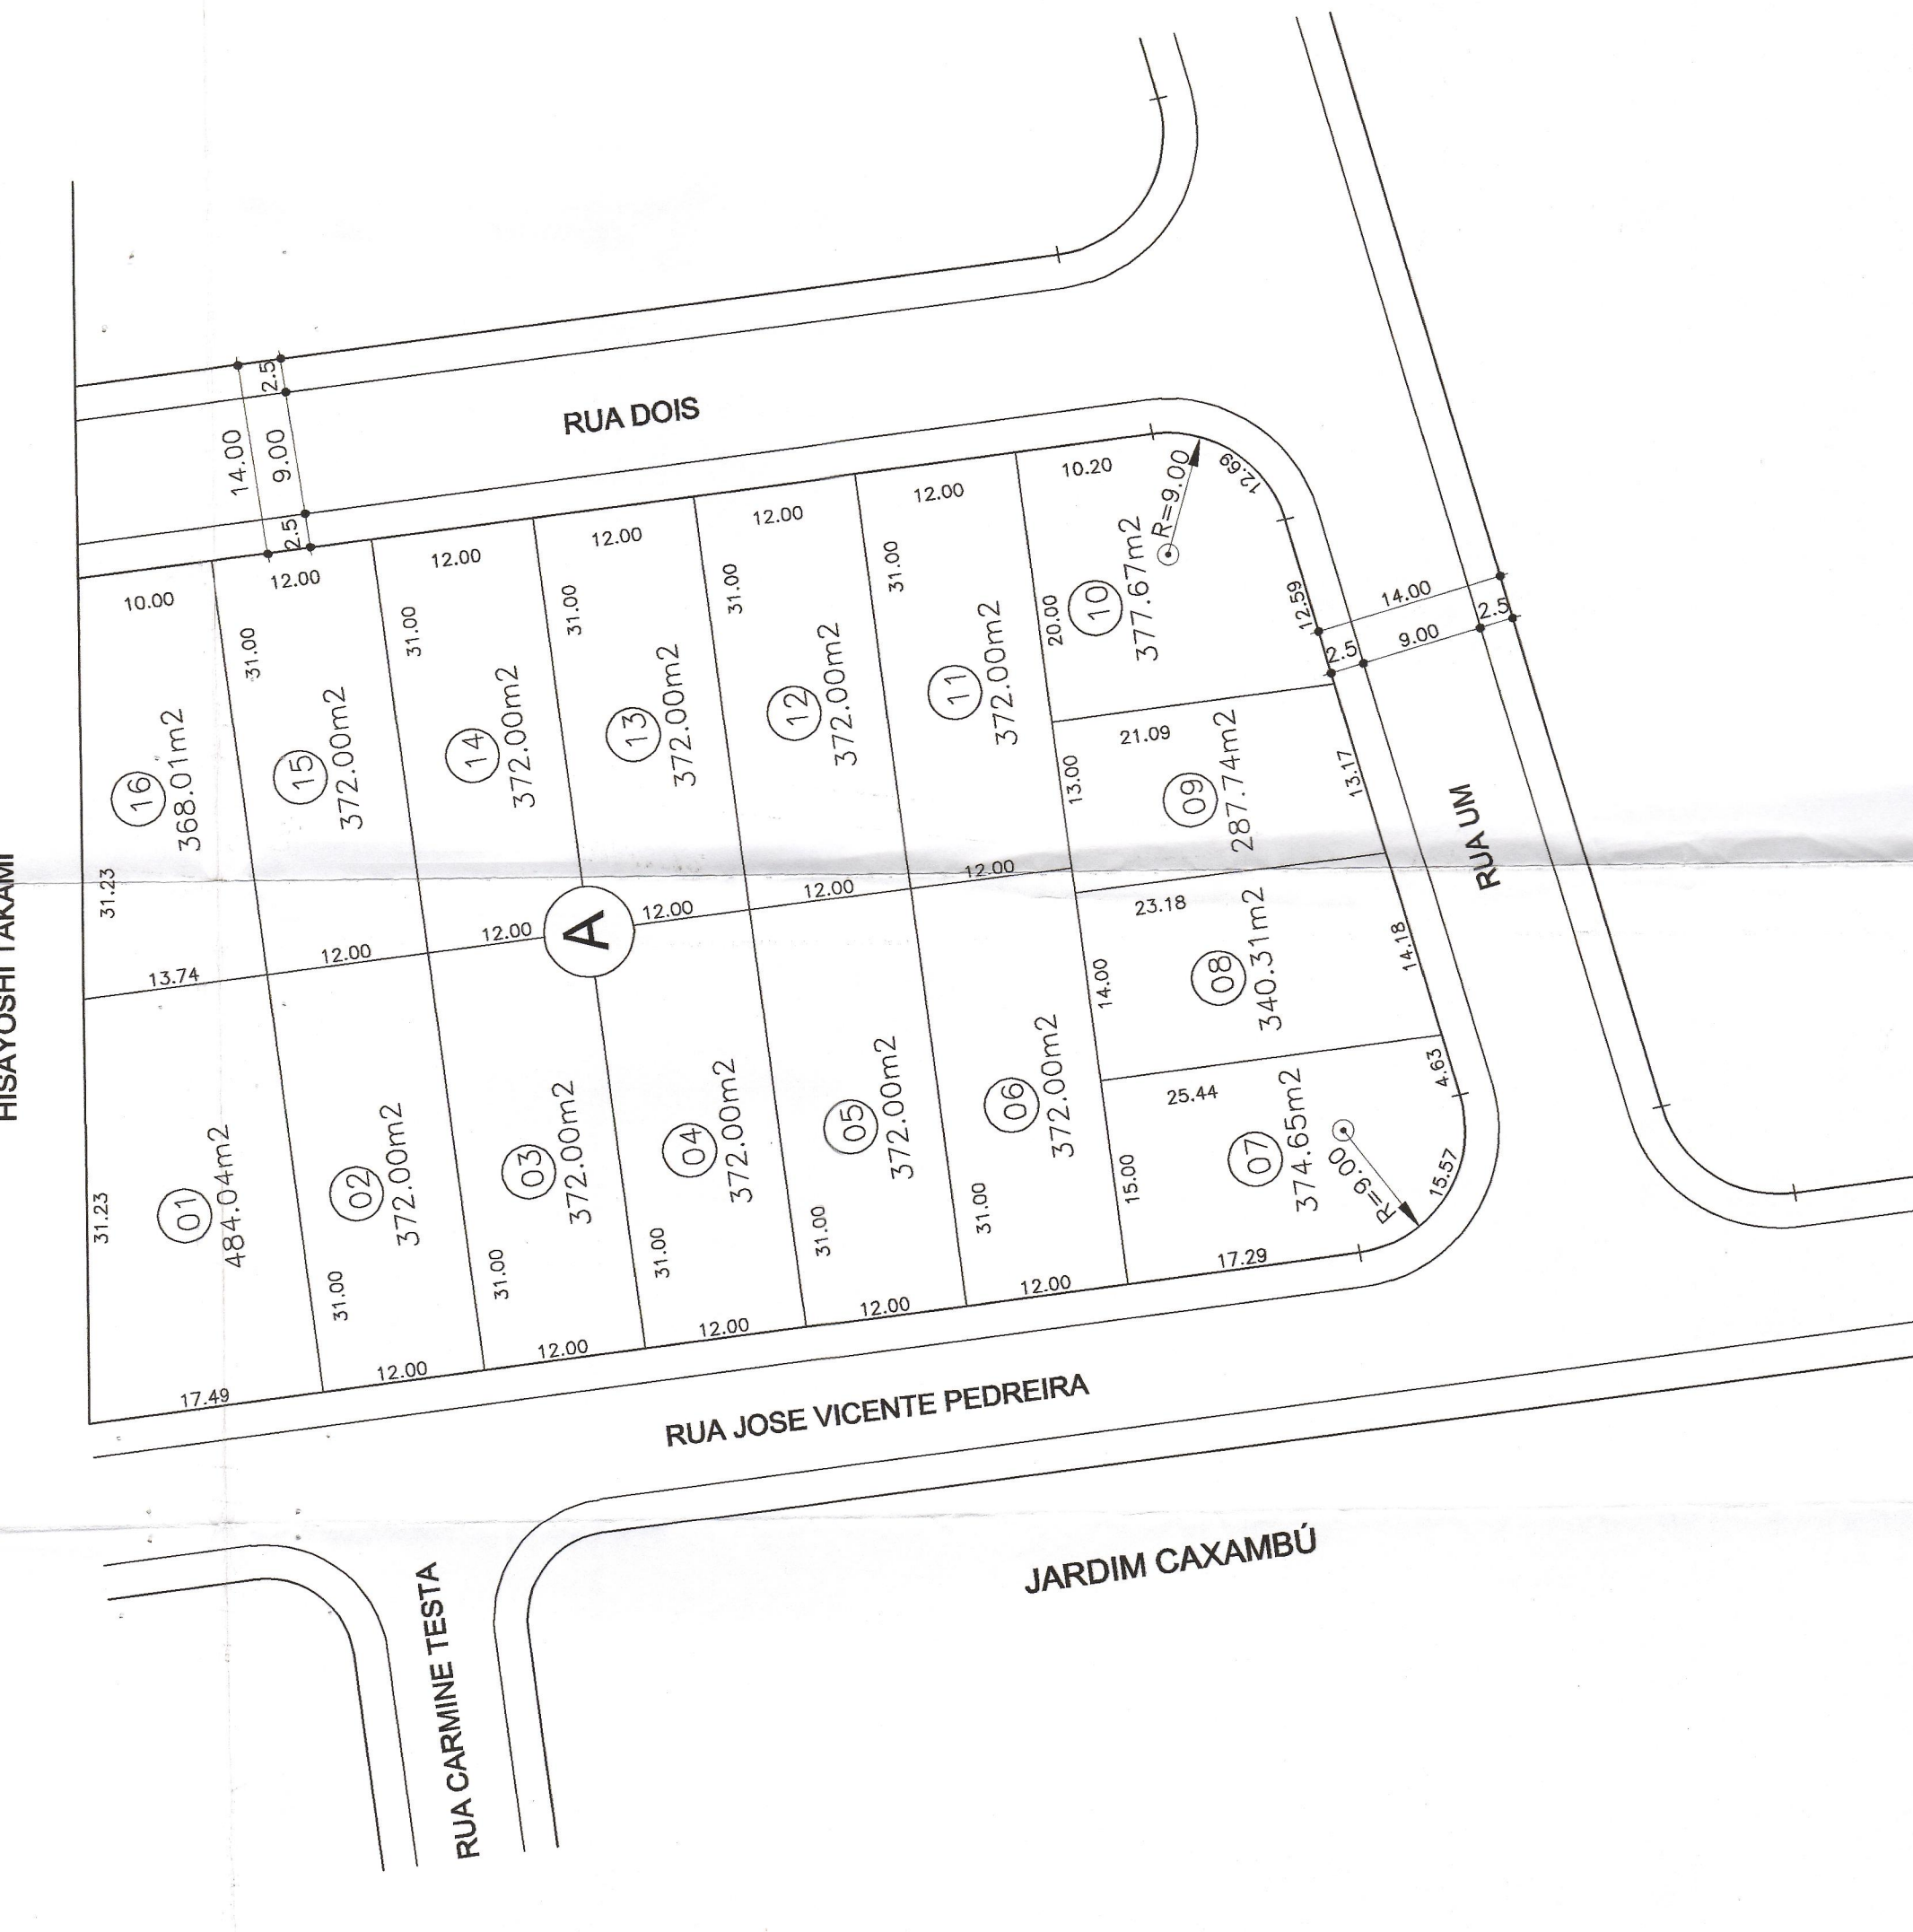 HISAYOSHI TAKAMI
14.00
2.5
9.00
2.5
RUA DOIS
10.00
12.00
12.00
12.00
12.00
12.00
10.20
R=9.00
12.69
31.00
31.00
31.00
31.00
31.00
20.00
12.59
14.00
2.5
9.00
2.5
16
368.01m2
15
372.00m2
14
372.00m2
13
372.00m2
12
372.00m2
11
372.00m2
10
377.67m2
31.23
13.00
21.09
09
287.74m2
13.17
RUA UM
13.74
12.00
12.00
A
12.00
12.00
12.00
14.00
23.18
08
340.31m2
14.18
31.23
01
484.04m2
02
372.00m2
03
372.00m2
04
372.00m2
05
372.00m2
06
372.00m2
15.00
25.44
07
374.65m2
R=9.00
4.63
15.57
31.00
31.00
31.00
31.00
31.00
17.49
12.00
12.00
12.00
12.00
12.00
17.29
RUA JOSE VICENTE PEDREIRA
RUA CARMINE TESTA
JARDIM CAXAMBÚ